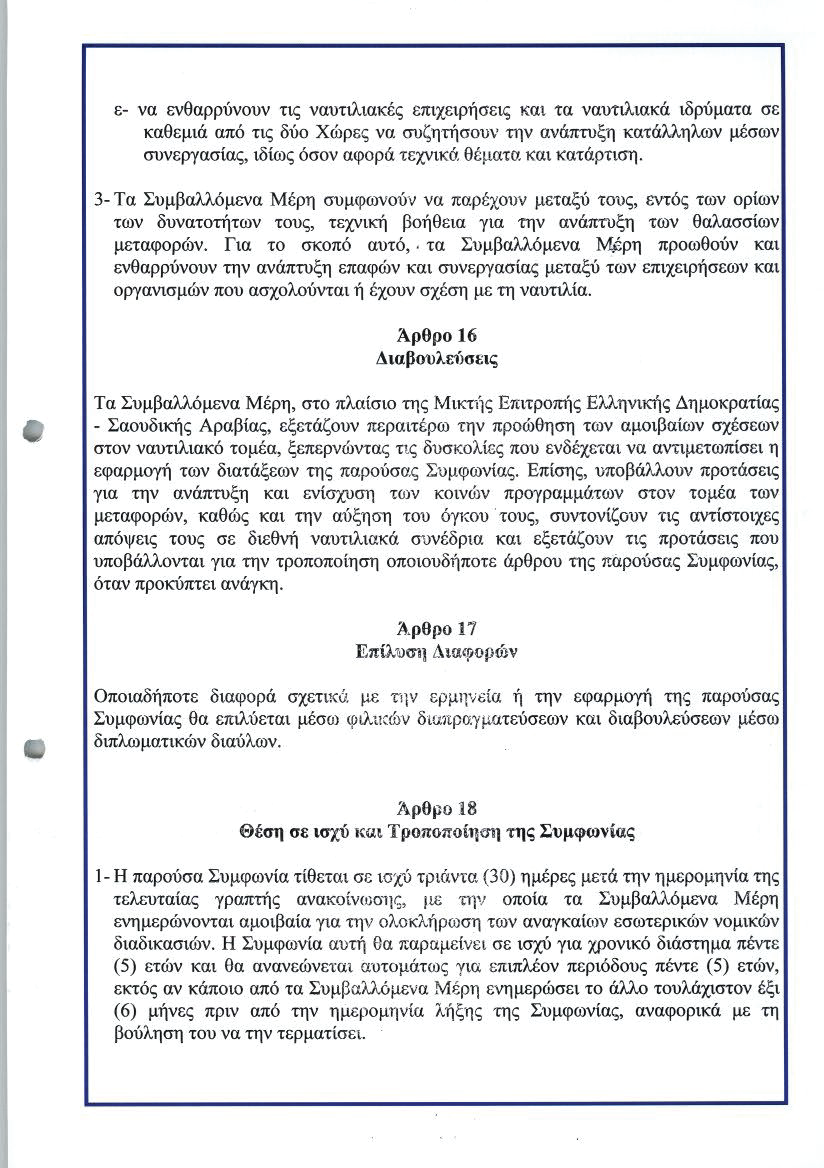 ε- να ενθαρρύνουν τις ναυτιλιακές επιχειρήσεις και τα ναυτιλιακά ιδρύματα σε
καθεμιά από τις δύο Χώρες να συζητήσουν την ανάπτυξη κατάλληλων μέσων
συνεργασίας, ιδίως όσον αφορά τεχνικά θέματα και κατάρτιση.
3- Τα Συμβαλλόμενα Μέρη συμφωνούν να παρέχουν μεταξύ τους, εντός των ορίων
των δυνατοτήτων τους, τεχνική βοήθεια για την ανάπτυξη των θαλασσίων
μεταφορών. Για το σκοπό αυτό, τα Συμβαλλόμενα Μέρη προωθούν και
ενθαρρύνουν την ανάπτυξη επαφών και συνεργασίας μεταξύ των επιχειρήσεων και
οργανισμών που ασχολούνται ή έχουν σχέση με τη ναυτιλία.
Άρθρο 16
Διαβουλεύσεις
Τα Συμβαλλόμενα Μέρη, στο πλαίσιο της Μικτής Επιτροπής Ελληνικής Δημοκρατίας
- Σαουδικής Αραβίας, εξετάζουν περαιτέρω την προώθηση των αμοιβαίων σχέσεων
στον ναυτιλιακό τομέα, ξεπερνώντας τις δυσκολίες που ενδέχεται να αντιμετωπίσει η
εφαρμογή των διατάξεων της παρούσας Συμφωνίας. Επίσης, υποβάλλουν προτάσεις
για την ανάπτυξη και ενίσχυση των κοινών προγραμμάτων στον τομέα των
μεταφορών, καθώς και την αύξηση του όγκου τους, συντονίζουν τις αντίστοιχες
απόψεις τους σε διεθνή ναυτιλιακά συνέδρια και εξετάζουν τις προτάσεις που
υποβάλλονται για την τροποποίηση οποιουδήποτε άρθρου της παρούσας Συμφωνίας,
όταν προκύπτει ανάγκη.
Άρθρο 17
Επίλυση Διαφορών
Οποιαδήποτε διαφορά σχετικά με την ερμηνεία ή την εφαρμογή της παρούσας
Συμφωνίας θα επιλύεται μέσω φιλικών διαπραγματεύσεων και διαβουλεύσεων μέσω
διπλωματικών διαύλων.
Άρθρο 18
Θέση σε ισχύ και Τροποποίηση της Συμφωνίας
1- Η παρούσα Συμφωνία τίθεται σε ισχύ τριάντα (30) ημέρες μετά την ημερομηνία της
τελευταίας γραπτής ανακοίνωσης, με την οποία τα Συμβαλλόμενα Μέρη
ενημερώνονται αμοιβαία για την ολοκλήρωση των αναγκαίων εσωτερικών νομικών
διαδικασιών. Η Συμφωνία αυτή θα παραμείνει σε ισχύ για χρονικό διάστημα πέντε
(5) ετών και θα ανανεώνεται αυτομάτως για επιπλέον περιόδους πέντε (5) ετών,
εκτός αν κάποιο από τα Συμβαλλόμενα Μέρη ενημερώσει το άλλο τουλάχιστον έξι
(6) μήνες πριν από την ημερομηνία λήξης της Συμφωνίας, αναφορικά με τη
βούληση του να την τερματίσει.